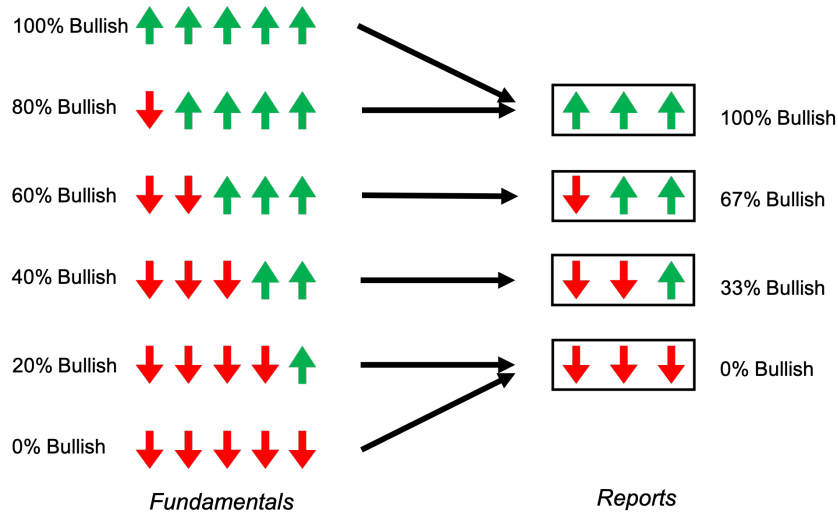 100% Bullish
80% Bullish
100% Bullish
60% Bullish
67% Bullish
40% Bullish
33% Bullish
20% Bullish
0% Bullish
0% Bullish
Fundamentals
Reports